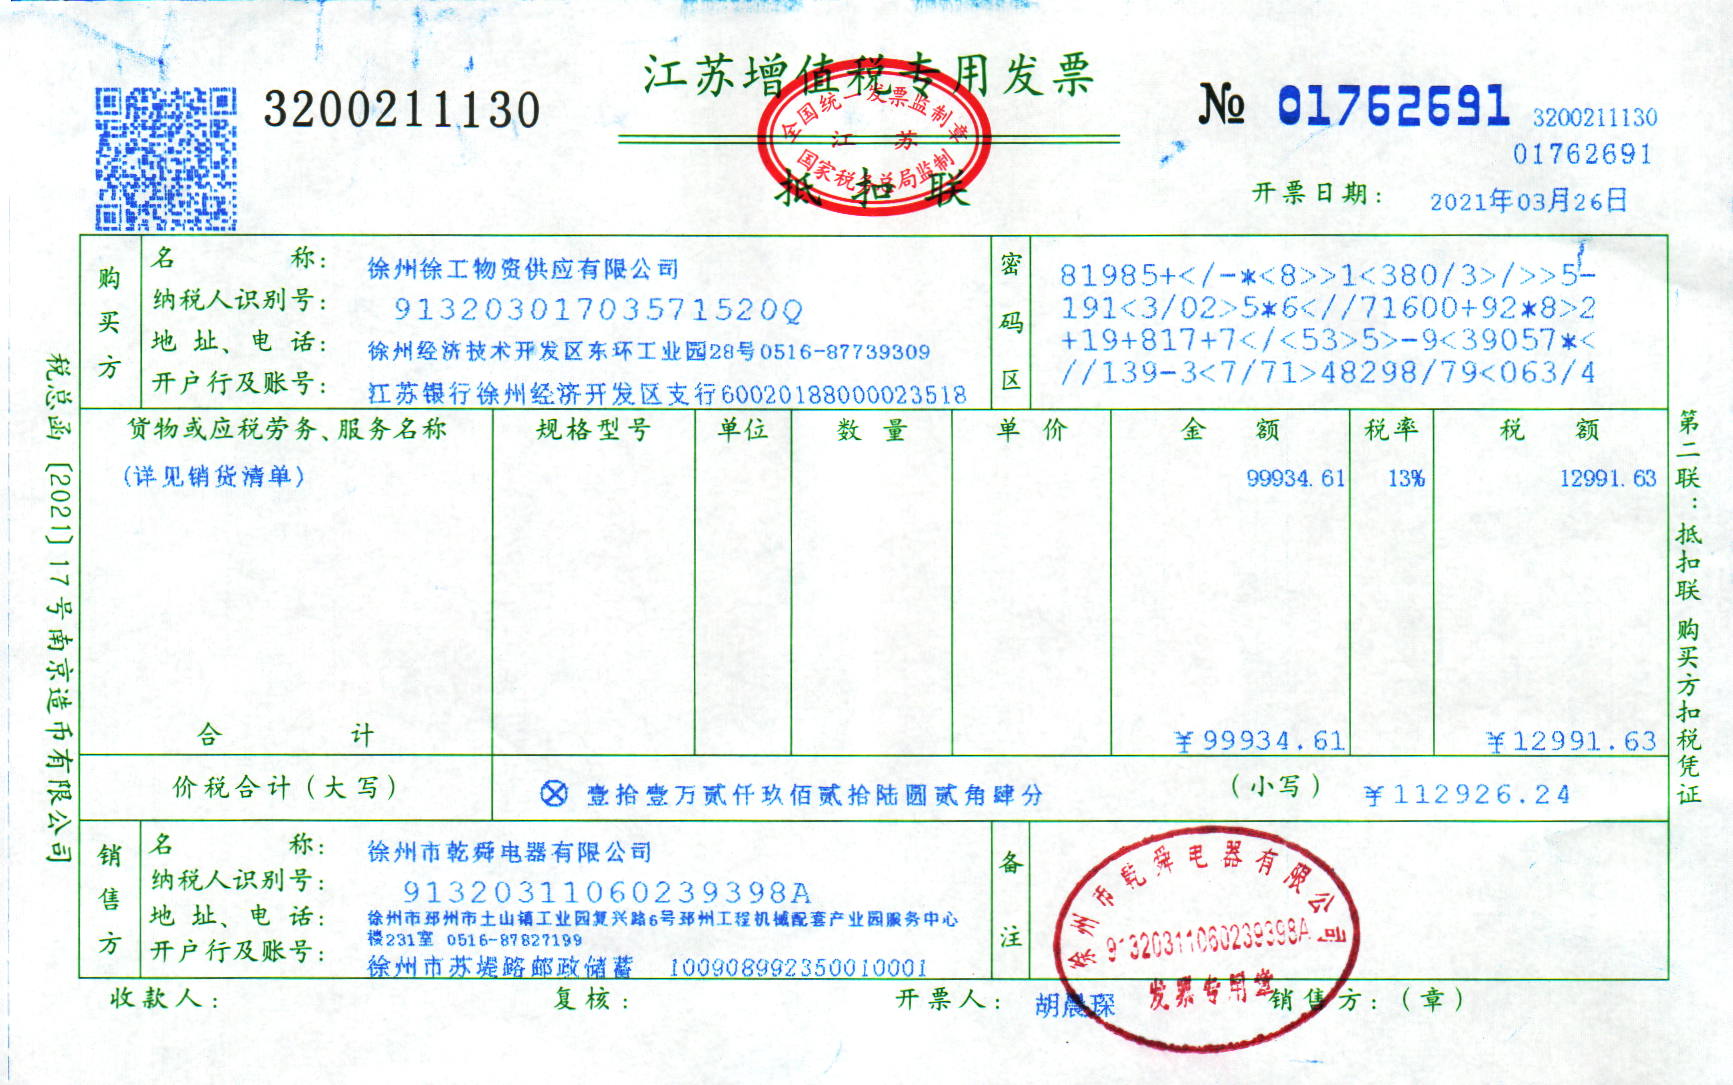 江苏增值税专用发票
3200211130
№ 01762691
3200211130
01762691
全国统一发票监制章
江 苏
国家税务总局监制
抵扣联
开票日期: 2021年03月26日
购买方
名 称: 徐州徐工物资供应有限公司
纳税人识别号: 91320301703571520Q
地 址、电 话: 徐州经济技术开发区东环工业园28号0516-87739309
开户行及账号: 江苏银行徐州经济开发区支行60020188000023518
密码区
81985+</-*<8>>1<380/3>/>>5-
191<3/02>5*6<//71600+92*8>2
+19+817+7</<53>5>-9<39057*<
//139-3<7/71>48298/79<063/4
货物或应税劳务、服务名称 规格型号 单位 数 量 单 价 金 额 税率 税 额
(详见销货清单) 99934.61 13% 12991.63
合 计 ¥99934.61 ¥12991.63
价税合计(大写) ⊗ 壹拾壹万贰仟玖佰贰拾陆圆贰角肆分 (小写) ¥112926.24
销售方
名 称: 徐州市乾舜电器有限公司
纳税人识别号: 91320311060239398A
地 址、电 话: 徐州市邳州市土山镇工业园复兴路6号邳州工程机械配套产业园服务中心
楼231室 0516-87827199
开户行及账号: 徐州市苏堤路邮政储蓄 100908992350010001
备注
徐州市乾舜电器有限公司
91320311060239398A
发票专用章
收款人: 复核: 开票人: 胡晨琛 销售方:(章)
税总函〔2021〕17号南京造币有限公司
第二联:抵扣联 购买方扣税凭证